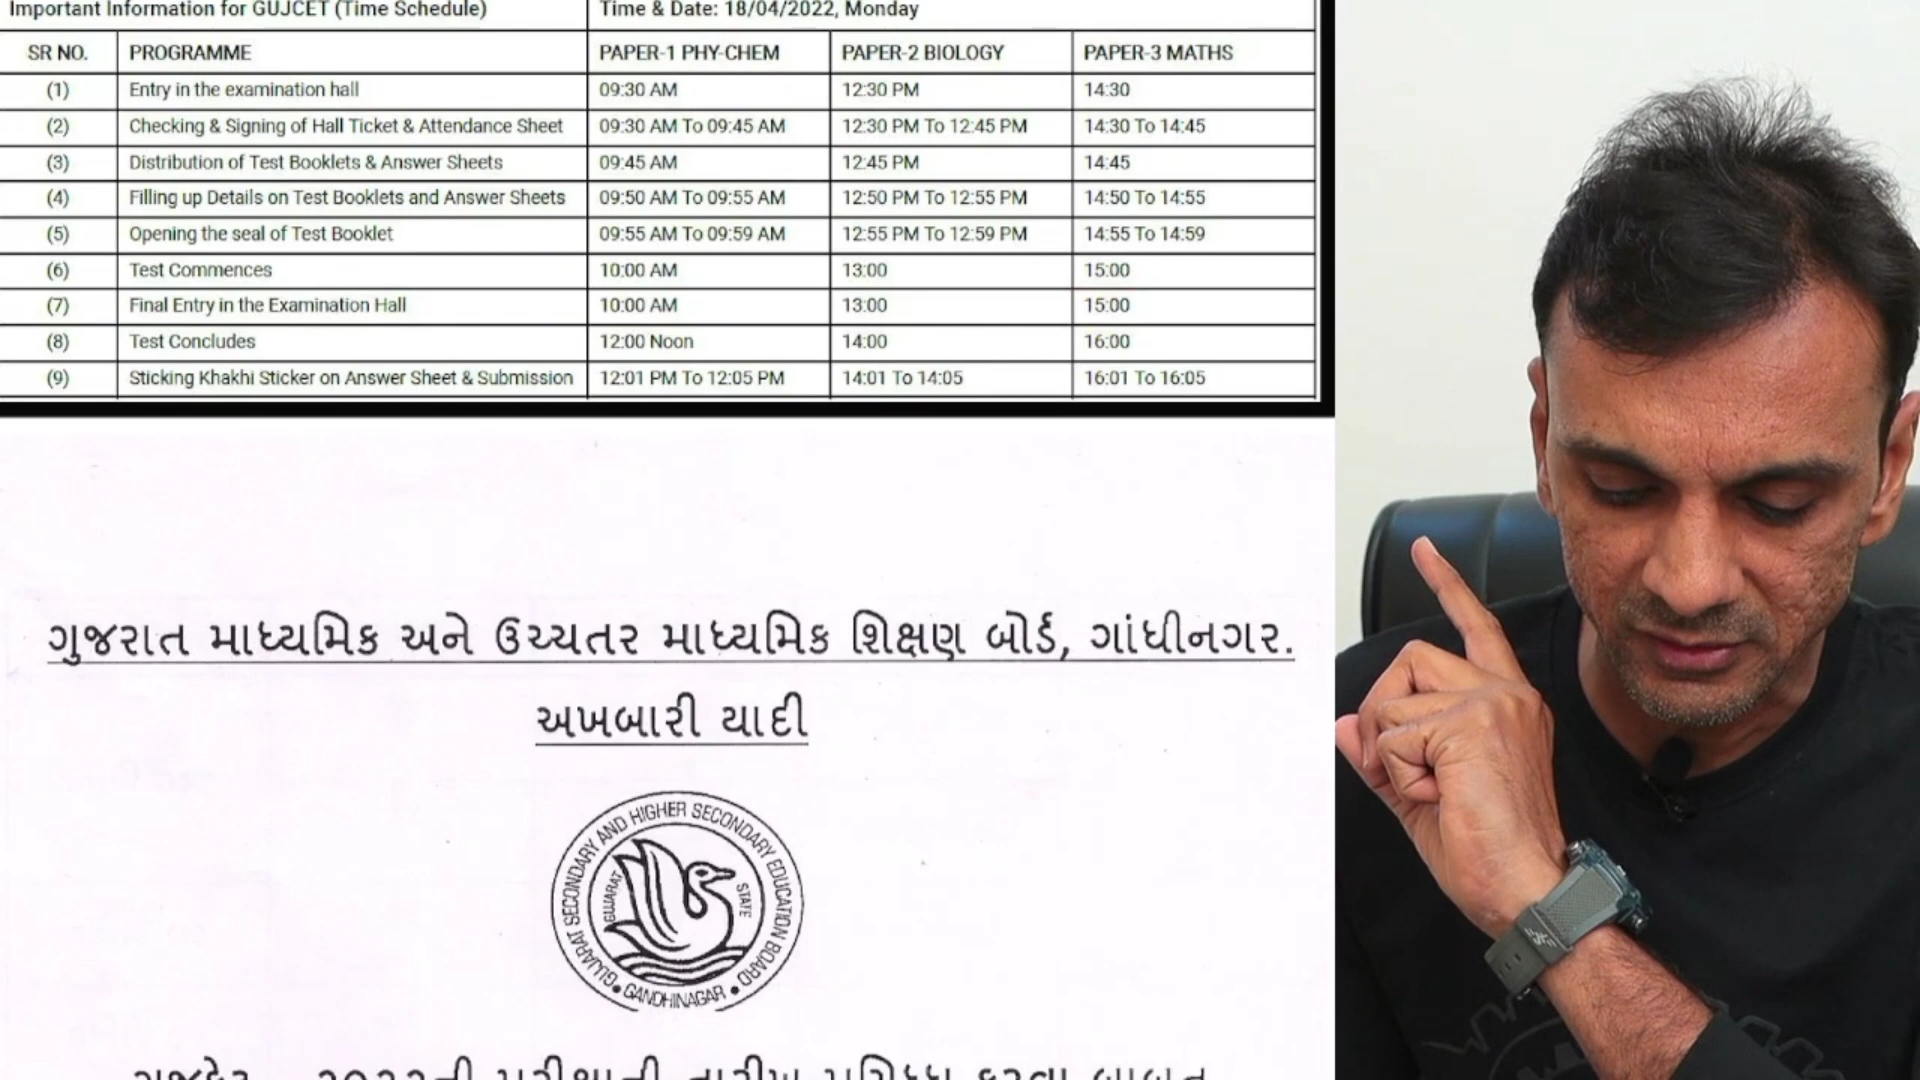 Important Information for GUJCET (Time Schedule) Time & Date: 18/04/2022, Monday
SR NO. PROGRAMME PAPER-1 PHY-CHEM PAPER-2 BIOLOGY PAPER-3 MATHS
(1) Entry in the examination hall 09:30 AM 12:30 PM 14:30
(2) Checking & Signing of Hall Ticket & Attendance Sheet 09:30 AM To 09:45 AM 12:30 PM To 12:45 PM 14:30 To 14:45
(3) Distribution of Test Booklets & Answer Sheets 09:45 AM 12:45 PM 14:45
(4) Filling up Details on Test Booklets and Answer Sheets 09:50 AM To 09:55 AM 12:50 PM To 12:55 PM 14:50 To 14:55
(5) Opening the seal of Test Booklet 09:55 AM To 09:59 AM 12:55 PM To 12:59 PM 14:55 To 14:59
(6) Test Commences 10:00 AM 13:00 15:00
(7) Final Entry in the Examination Hall 10:00 AM 13:00 15:00
(8) Test Concludes 12:00 Noon 14:00 16:00
(9) Sticking Khakhi Sticker on Answer Sheet & Submission 12:01 PM To 12:05 PM 14:01 To 14:05 16:01 To 16:05
ગુજરાત માધ્યમિક અને ઉચ્ચતર માધ્યમિક શિક્ષણ બોર્ડ, ગાંધીનગર.
અખબારી યાદી
GUJARAT SECONDARY AND HIGHER SECONDARY EDUCATION BOARD
GUJARAT STATE
• GANDHINAGAR •